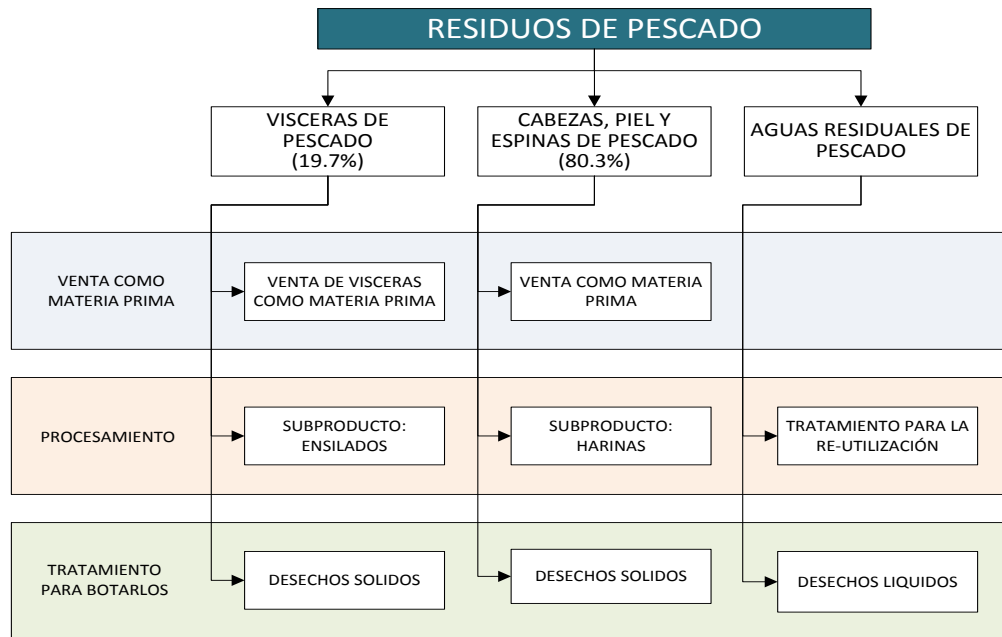 RESIDUOS DE PESCADO
VISCERAS DE
PESCADO
(19.7%)
CABEZAS, PIEL Y
ESPINAS DE PESCADO
(80.3%)
AGUAS RESIDUALES DE
PESCADO
VENTA COMO
MATERIA PRIMA
VENTA DE VISCERAS
COMO MATERIA PRIMA
VENTA COMO MATERIA
PRIMA
PROCESAMIENTO
SUBPRODUCTO:
ENSILADOS
SUBPRODUCTO:
HARINAS
TRATAMIENTO PARA LA
RE-UTILIZACIÓN
TRATAMIENTO
PARA BOTARLOS
DESECHOS SOLIDOS
DESECHOS SOLIDOS
DESECHOS LIQUIDOS